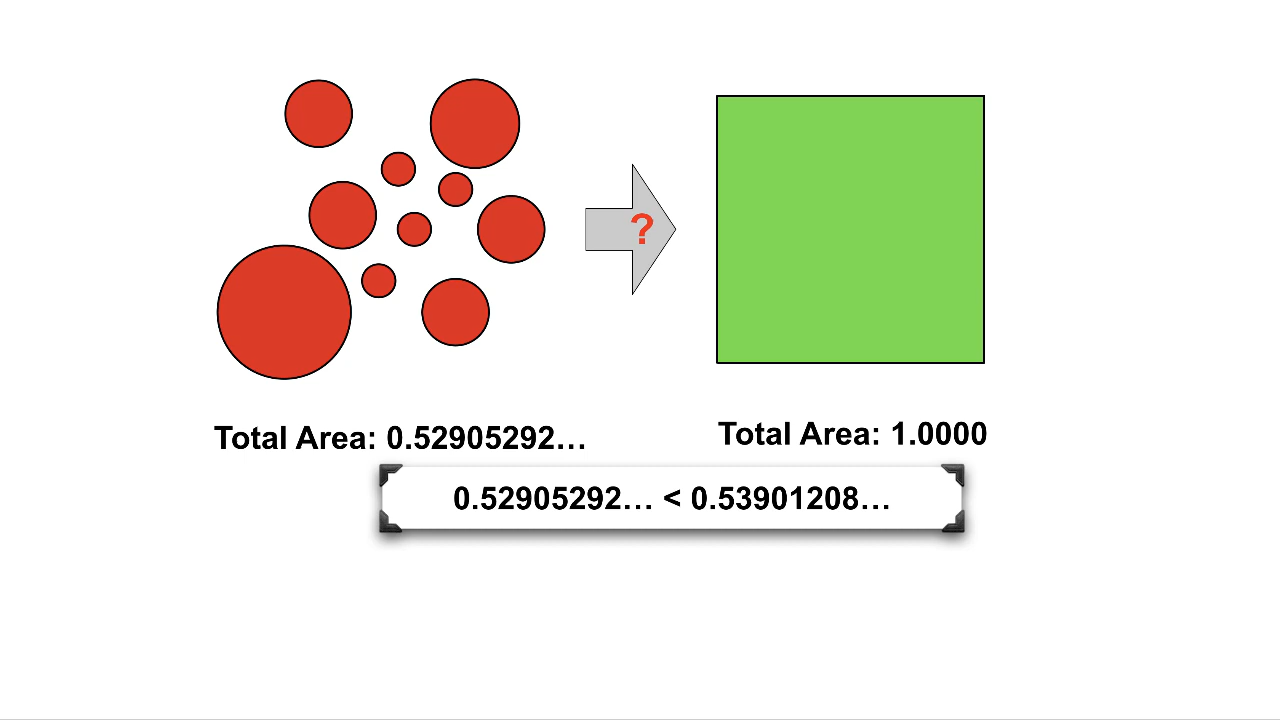 ?
Total Area: 0.52905292…
Total Area: 1.0000
0.52905292… < 0.53901208…